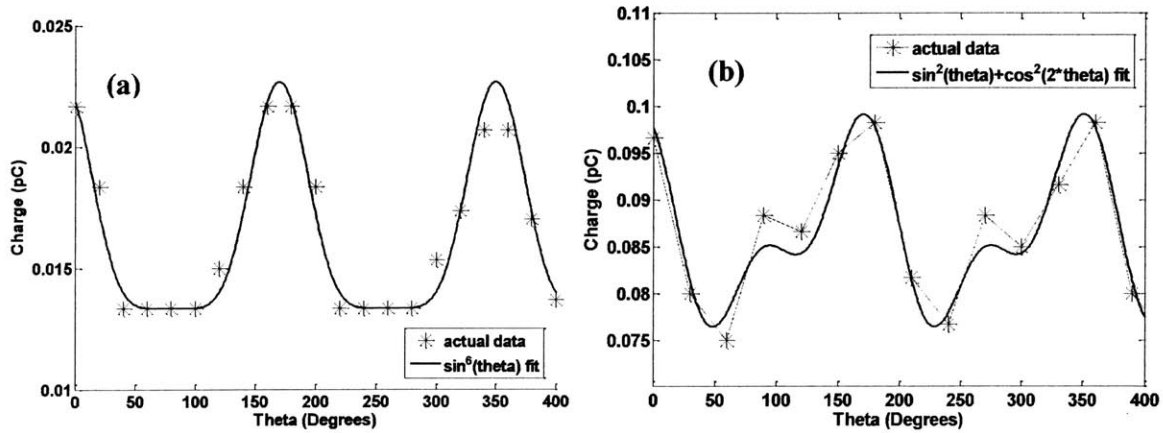 (a)
0.025
0.02
0.015
0.01
Charge (pC)
0 50 100 150 200 250 300 350 400
Theta (Degrees)
actual data
sin⁶(theta) fit
(b)
0.11
0.105
0.1
0.095
0.09
0.085
0.08
0.075
Charge (pC)
0 50 100 150 200 250 300 350 400
Theta (Degrees)
actual data
sin²(theta)+cos²(2*theta) fit